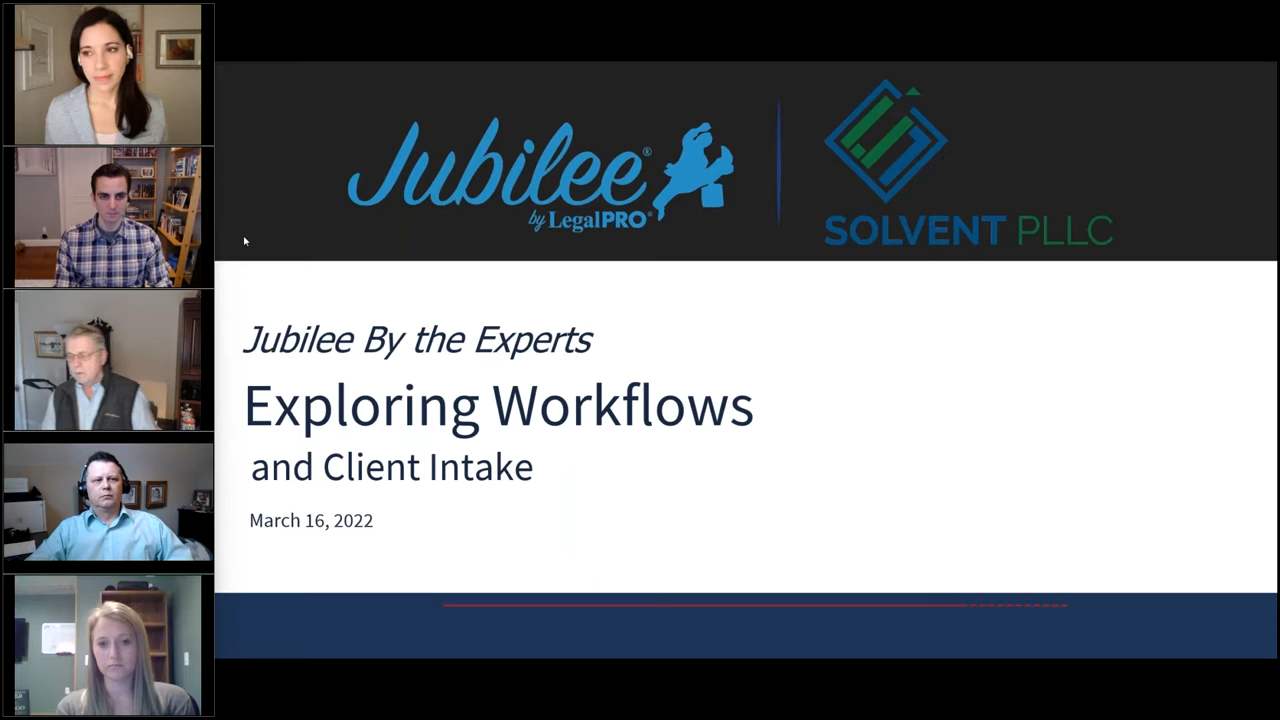 Jubilee®
by LegalPRO®
SOLVENT PLLC
Jubilee By the Experts
Exploring Workflows
and Client Intake
March 16, 2022